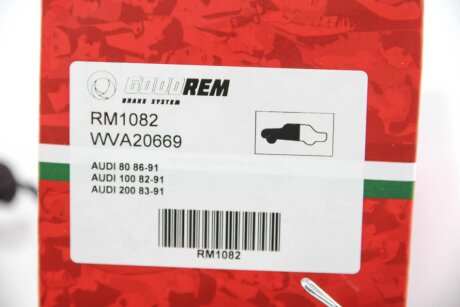 GOODREM
BRAKE SYSTEM
RM1082
WVA20669
AUDI 80 86-91
AUDI 100 82-91
AUDI 200 83-91
RM1082